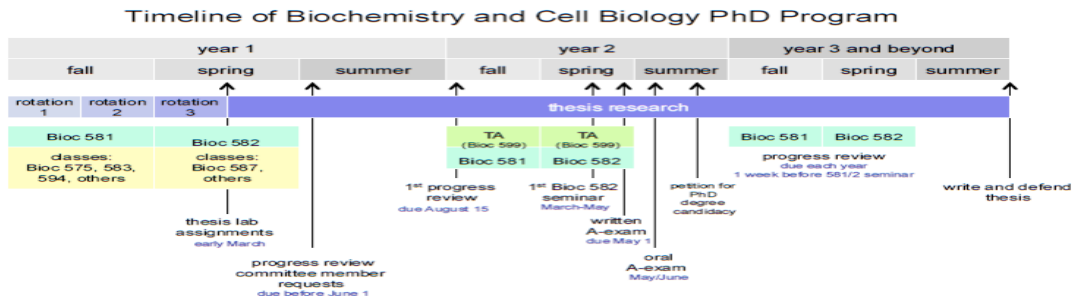 Timeline of Biochemistry and Cell Biology PhD Program
year 1
year 2
year 3 and beyond
fall
spring
summer
fall
spring
summer
fall
spring
summer
rotation
1
rotation
2
rotation
3
thesis research
Bioc 581
Bioc 582
classes:
Bioc 575, 583,
594, others
classes:
Bioc 587,
others
TA
(Bioc 599)
TA
(Bioc 599)
Bioc 581
Bioc 582
Bioc 581
Bioc 582
progress review
due each year
1 week before 581/2 seminar
thesis lab
assignments
early March
progress review
committee member
requests
due before June 1
1st progress
review
due August 15
1st Bioc 582
seminar
March-May
written
A-exam
due May 1
oral
A-exam
May/June
petition for
PhD
degree
candidacy
write and defend
thesis